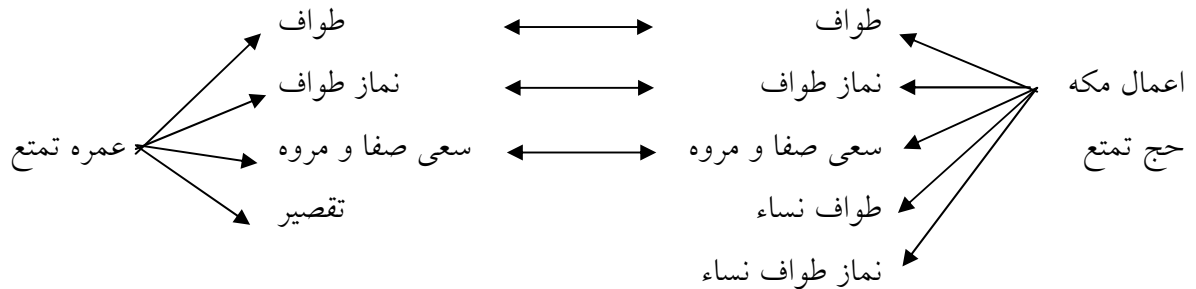 طواف طواف
اعمال مکه نماز طواف نماز طواف
حج تمتع سعی صفا و مروه سعی صفا و مروه عمره تمتع
طواف نساء تقصیر
نماز طواف نساء